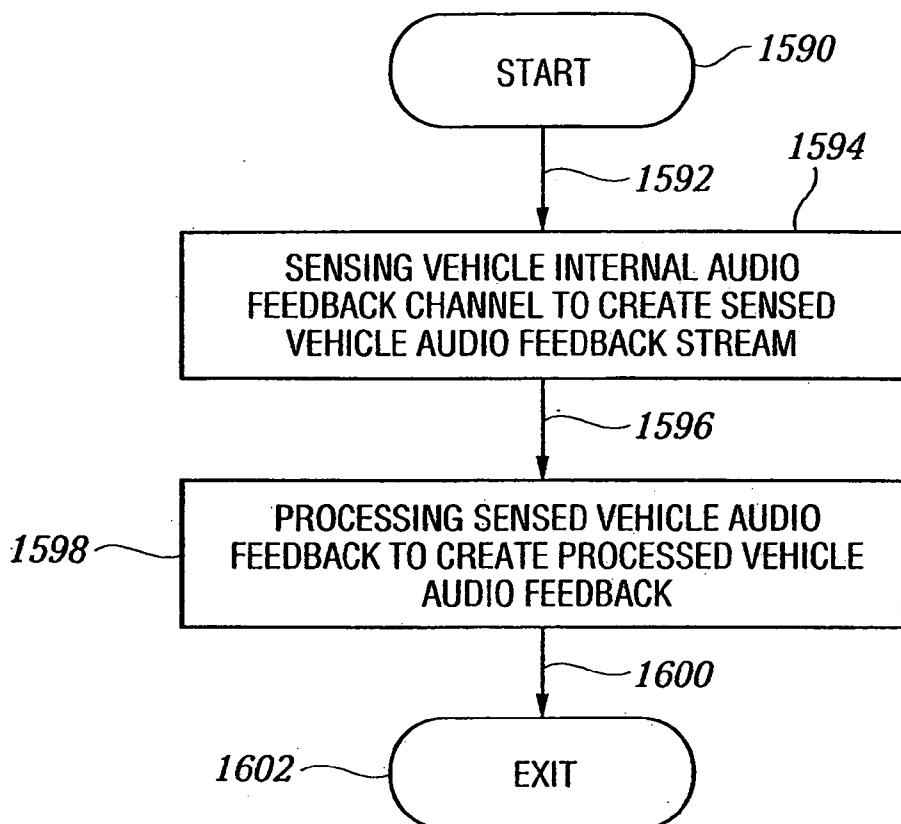 START
1590
1592
1594
SENSING VEHICLE INTERNAL AUDIO
FEEDBACK CHANNEL TO CREATE SENSED
VEHICLE AUDIO FEEDBACK STREAM
1596
PROCESSING SENSED VEHICLE AUDIO
FEEDBACK TO CREATE PROCESSED VEHICLE
AUDIO FEEDBACK
1598
1600
1602
EXIT